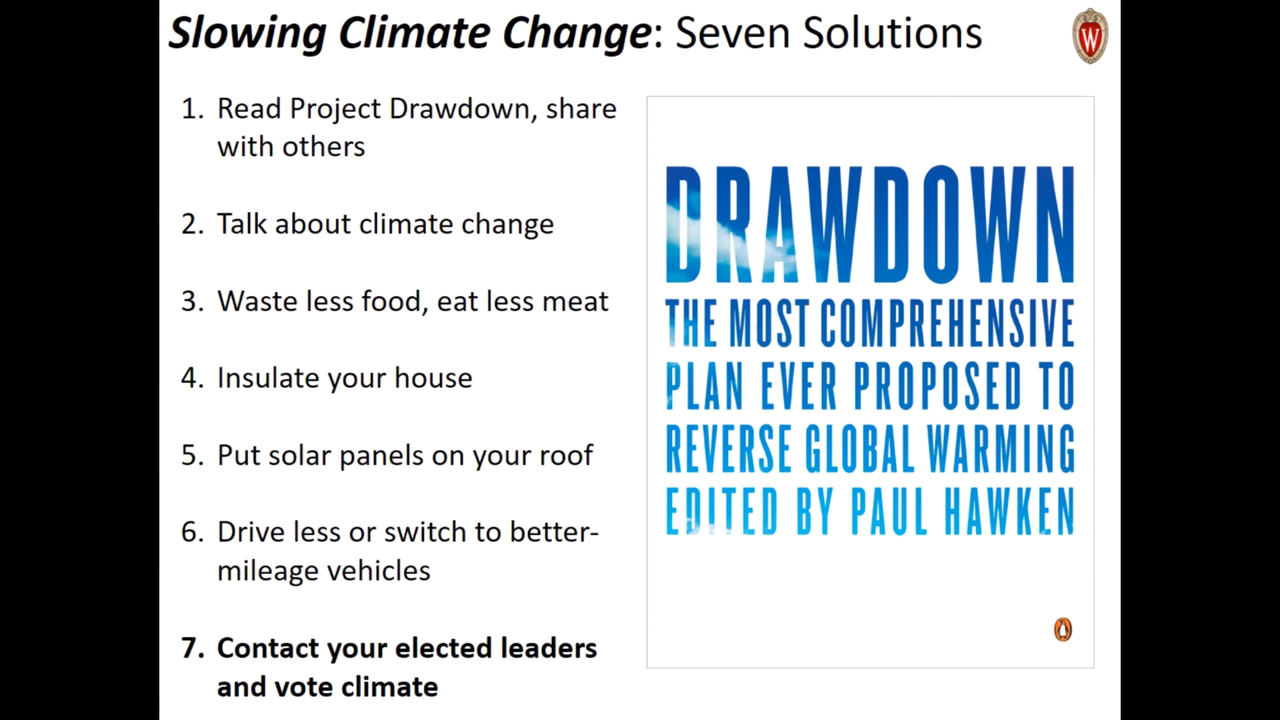 Slowing Climate Change: Seven Solutions
W
1. Read Project Drawdown, share
with others
2. Talk about climate change
3. Waste less food, eat less meat
4. Insulate your house
5. Put solar panels on your roof
6. Drive less or switch to better-
mileage vehicles
7. Contact your elected leaders
and vote climate
DRAWDOWN
THE MOST COMPREHENSIVE
PLAN EVER PROPOSED TO
REVERSE GLOBAL WARMING
EDITED BY PAUL HAWKEN